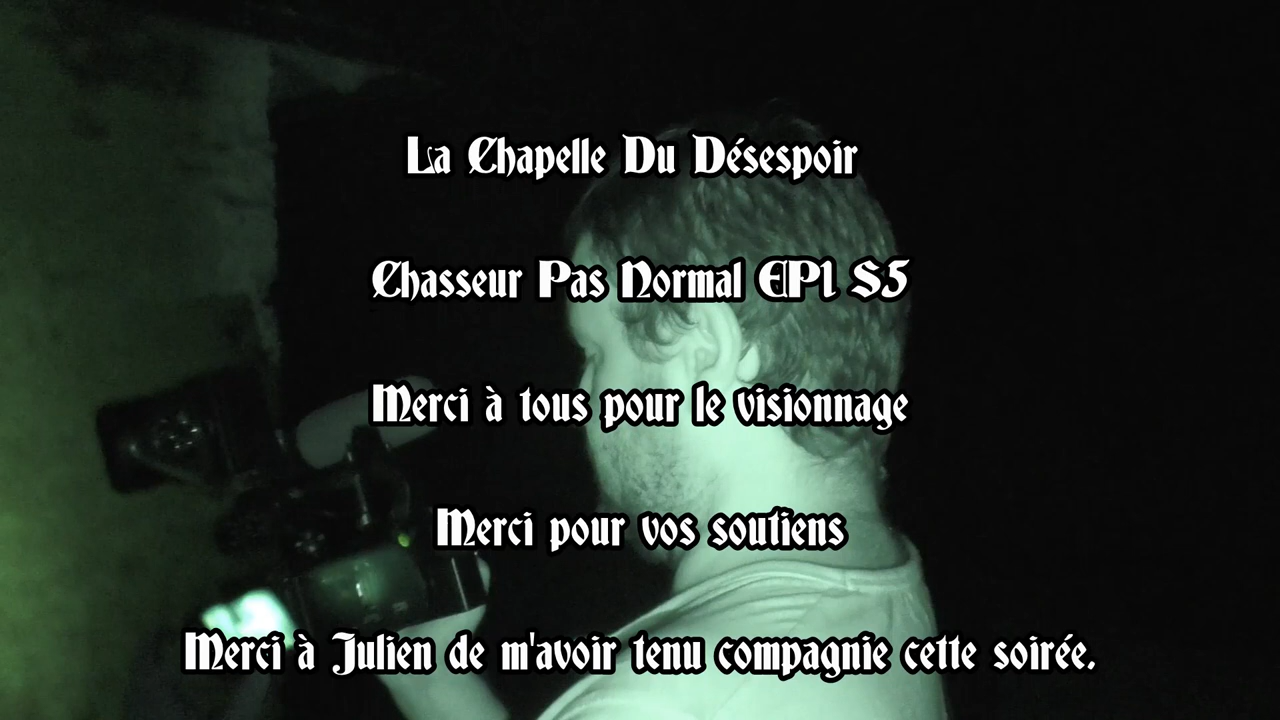 La Chapelle Du Désespoir
Chasseur Pas Normal EP1 S5
Merci à tous pour le visionnage
Merci pour vos soutiens
Merci à Julien de m'avoir tenu compagnie cette soirée.